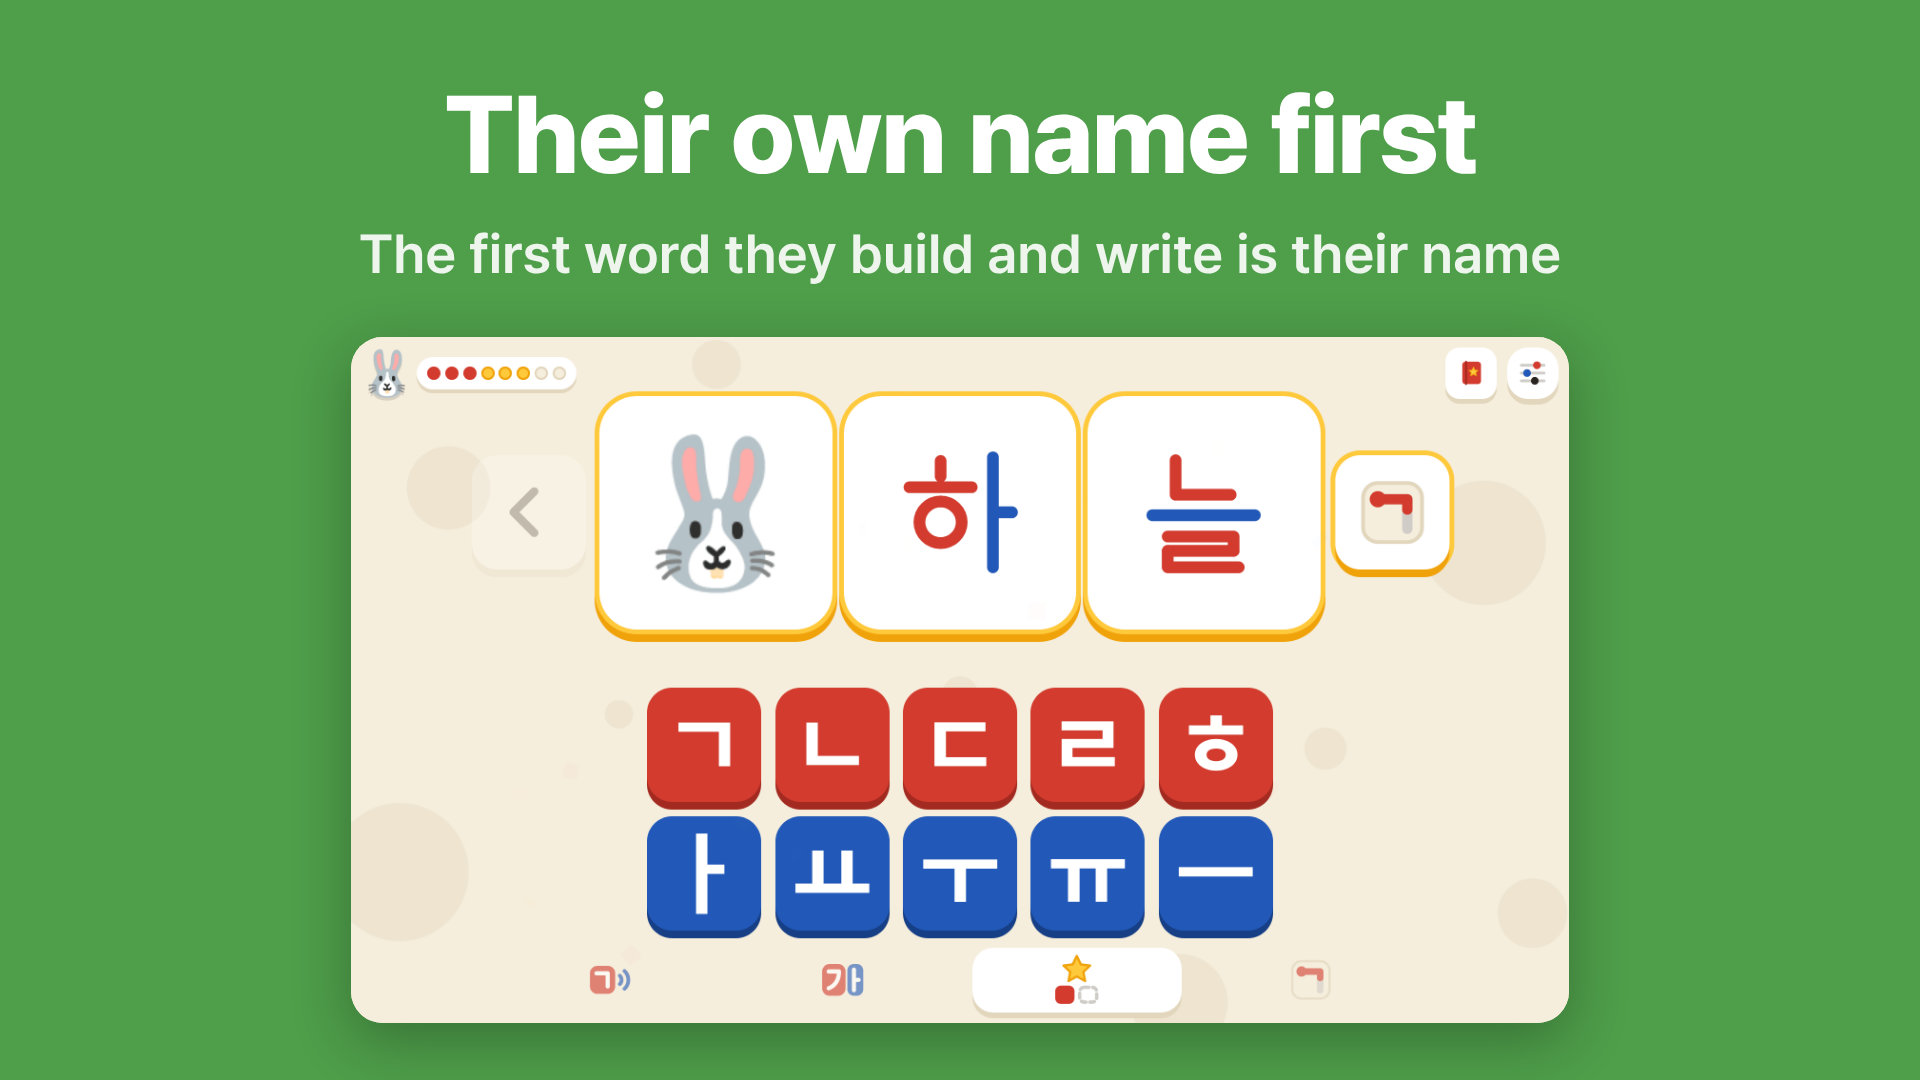 Their own name first
The first word they build and write is their name
하 늘 ㄱ
ㄱ ㄴ ㄷ ㄹ ㅎ
ㅏ ㅛ ㅜ ㅠ ㅡ
ㄱ 가 ㄱ